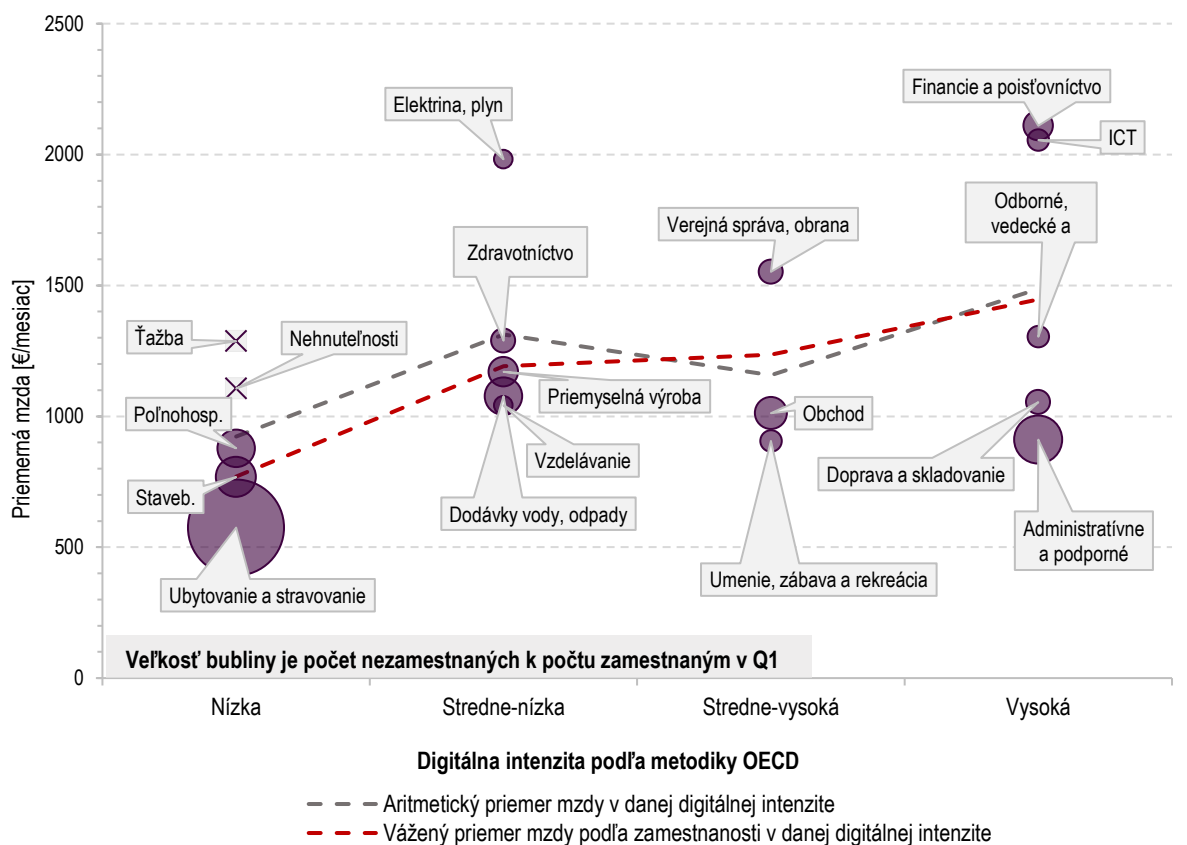 Priemerná mzda [€/mesiac]
2500
2000
1500
1000
500
0
Financie a poisťovníctvo
Elektrina, plyn
ICT
Odborné,
vedecké a
Verejná správa, obrana
Zdravotníctvo
Ťažba
Nehnuteľnosti
Priemyselná výroba
Poľnohosp.
Obchod
Vzdelávanie
Doprava a skladovanie
Staveb.
Dodávky vody, odpady
Administratívne
a podporné
Umenie, zábava a rekreácia
Ubytovanie a stravovanie
Veľkosť bubliny je počet nezamestnaných k počtu zamestnaným v Q1
Nízka
Stredne-nízka
Stredne-vysoká
Vysoká
Digitálna intenzita podľa metodiky OECD
Aritmetický priemer mzdy v danej digitálnej intenzite
Vážený priemer mzdy podľa zamestnanosti v danej digitálnej intenzite